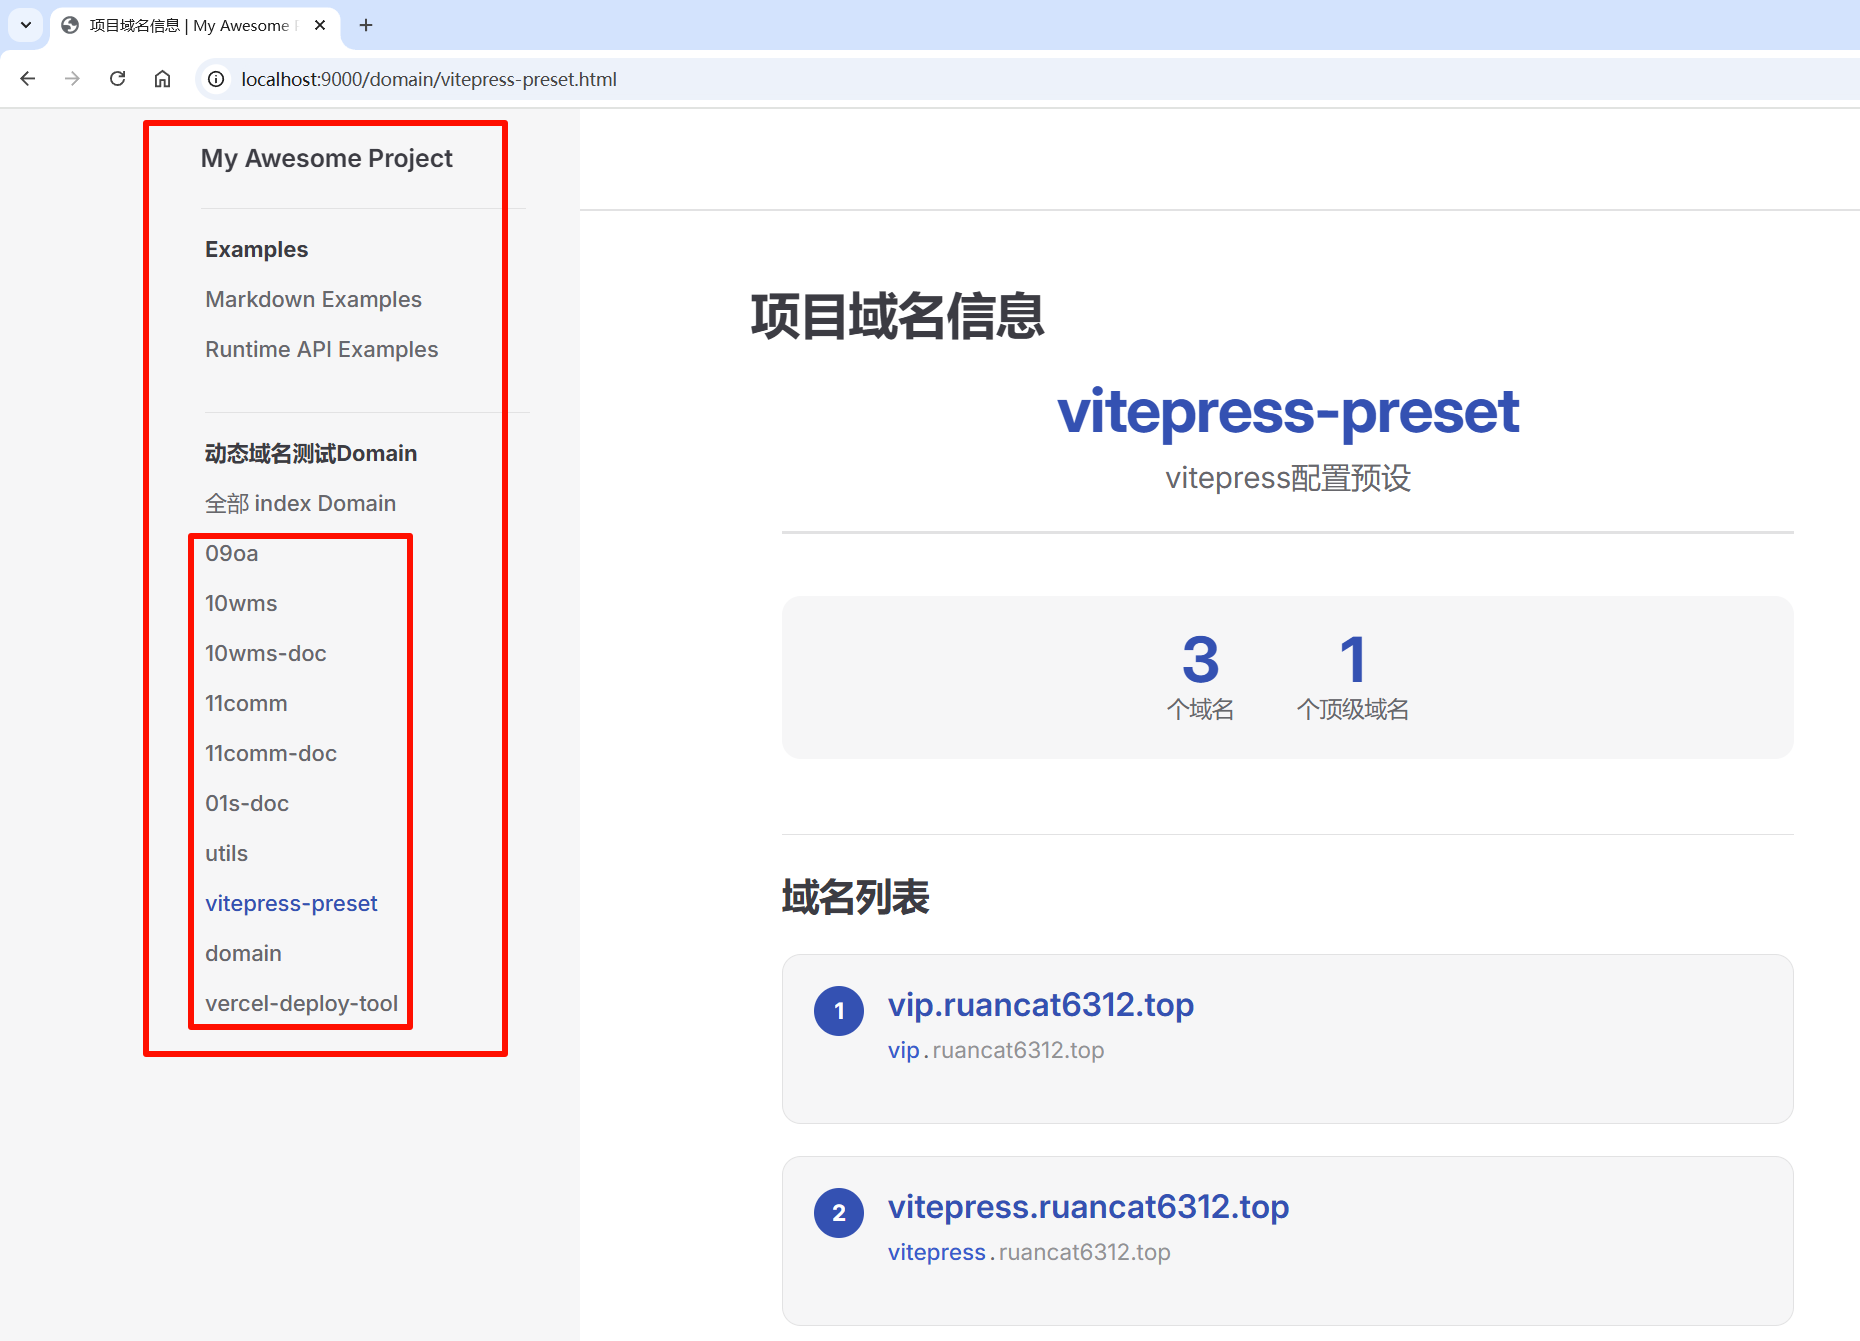 项目域名信息 | My Awesome
localhost:9000/domain/vitepress-preset.html
My Awesome Project
Examples
Markdown Examples
Runtime API Examples
动态域名测试Domain
全部 index Domain
09oa
10wms
10wms-doc
11comm
11comm-doc
01s-doc
utils
vitepress-preset
domain
vercel-deploy-tool
项目域名信息
vitepress-preset
vitepress配置预设
3
个域名
1
个顶级域名
域名列表
1
vip.ruancat6312.top
vip.ruancat6312.top
2
vitepress.ruancat6312.top
vitepress.ruancat6312.top